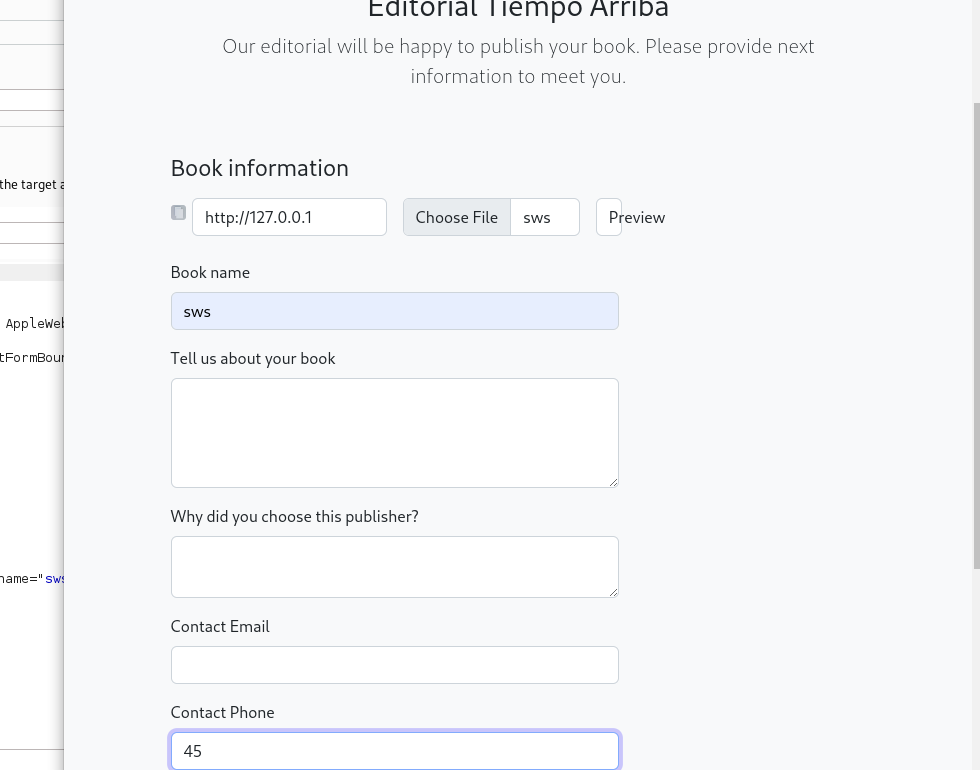 Editorial Tiempo Arriba
Our editorial will be happy to publish your book. Please provide next
information to meet you.
Book information
the target a
http://127.0.0.1 Choose File sws Preview
Book name
sws
AppleWeb
Tell us about your book
tFormBoun
Why did you choose this publisher?
name="sws
Contact Email
Contact Phone
45